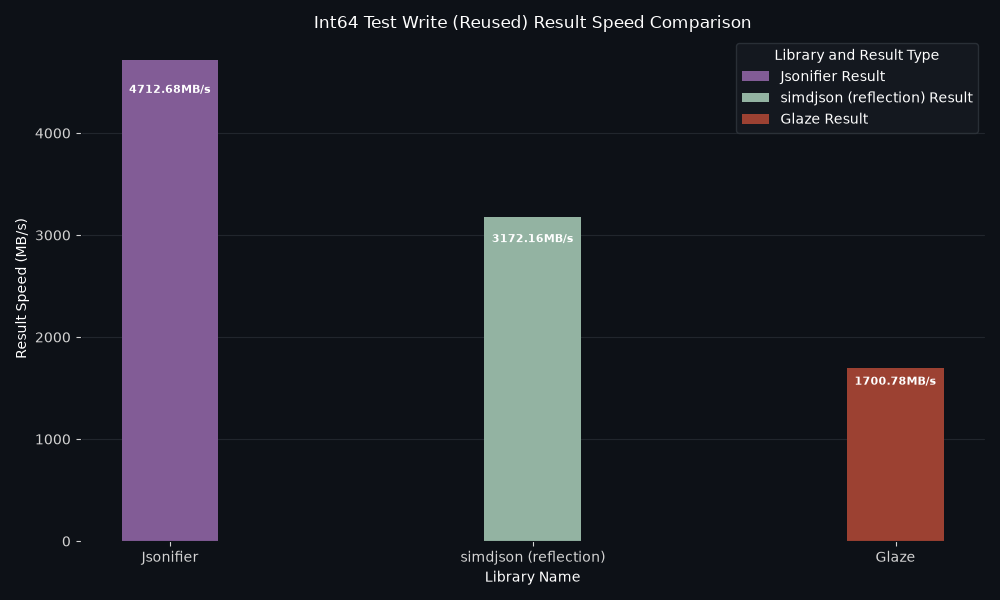 Int64 Test Write (Reused) Result Speed Comparison
Library and Result Type
Jsonifier Result
simdjson (reflection) Result
Glaze Result
4712.68MB/s
3172.16MB/s
1700.78MB/s
Result Speed (MB/s)
4000
3000
2000
1000
0
Jsonifier
simdjson (reflection)
Glaze
Library Name